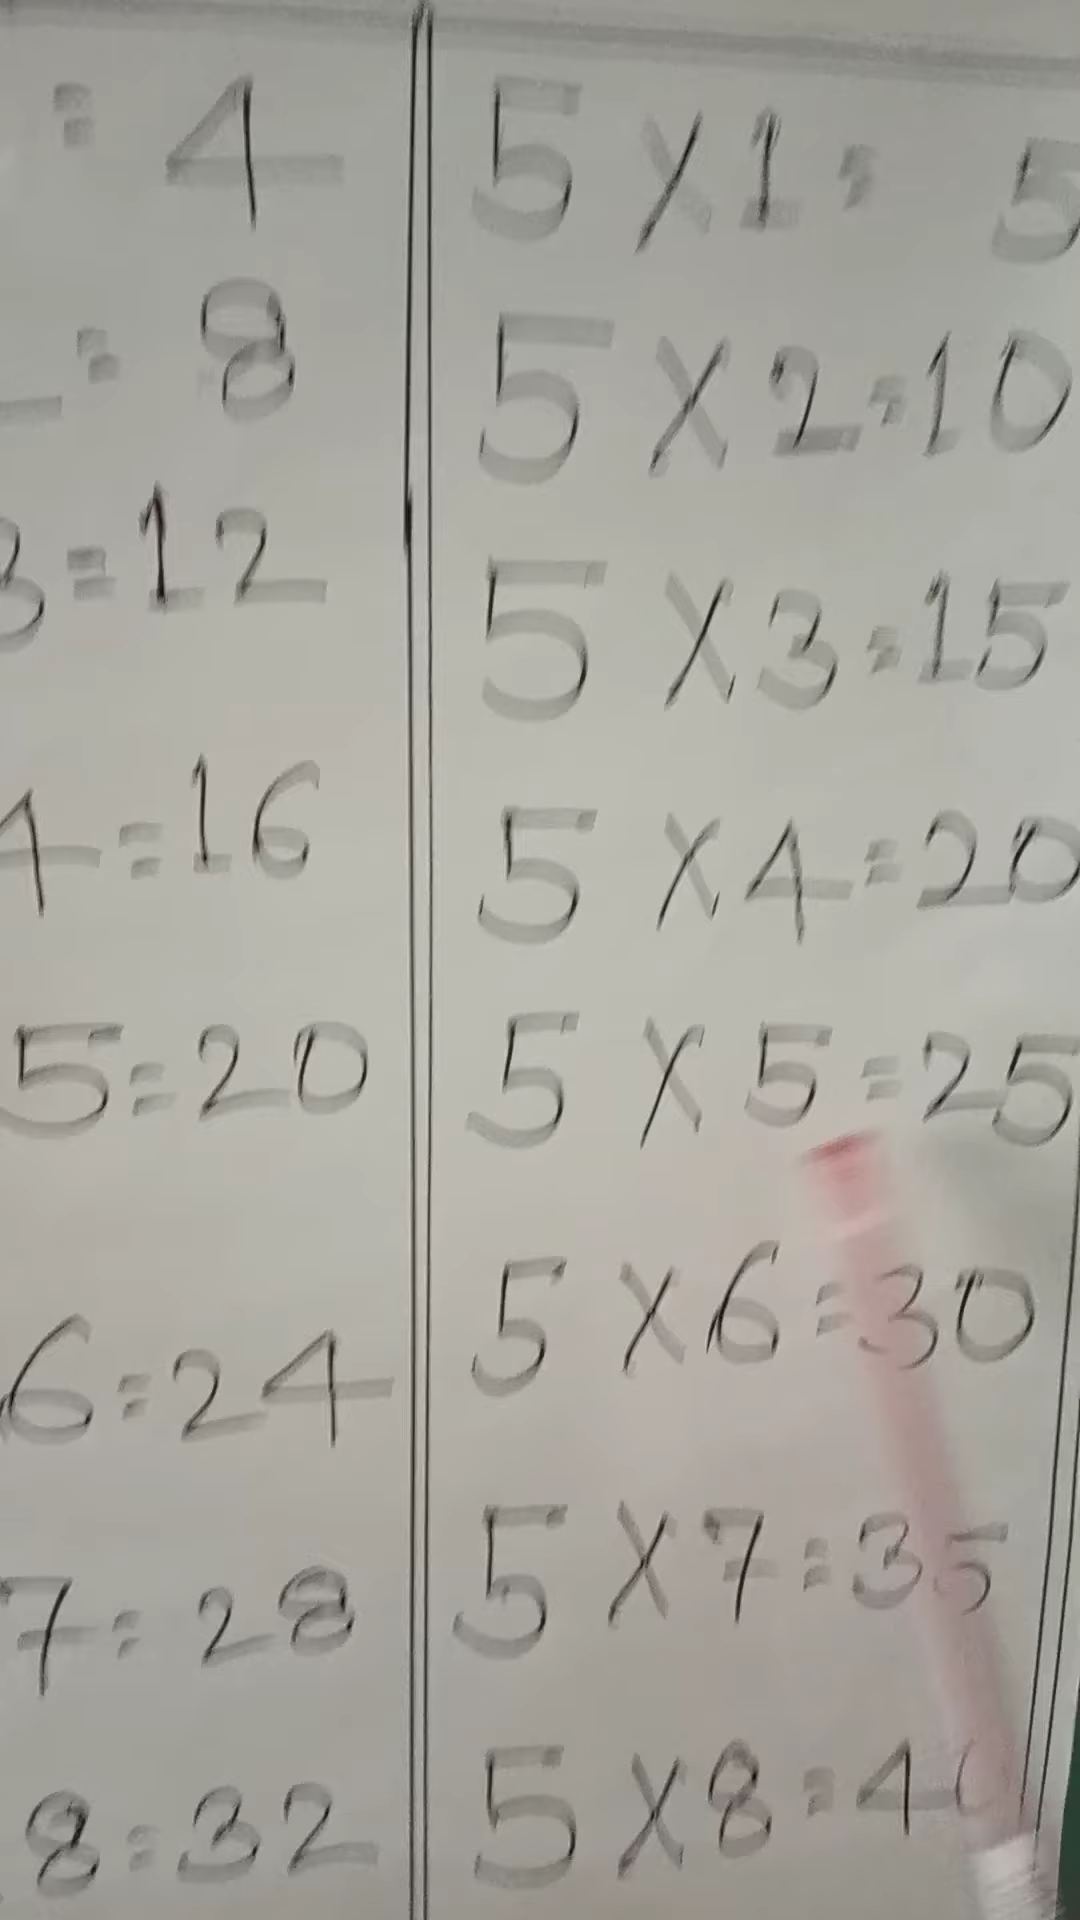 = 4
= 8
3=12
4=16
5=20
6=24
7=28
8=32
5 X 1= 5
5 X 2=10
5 X 3=15
5 X 4=20
5 X 5=25
5 X 6=30
5 X 7=35
5 X 8=40